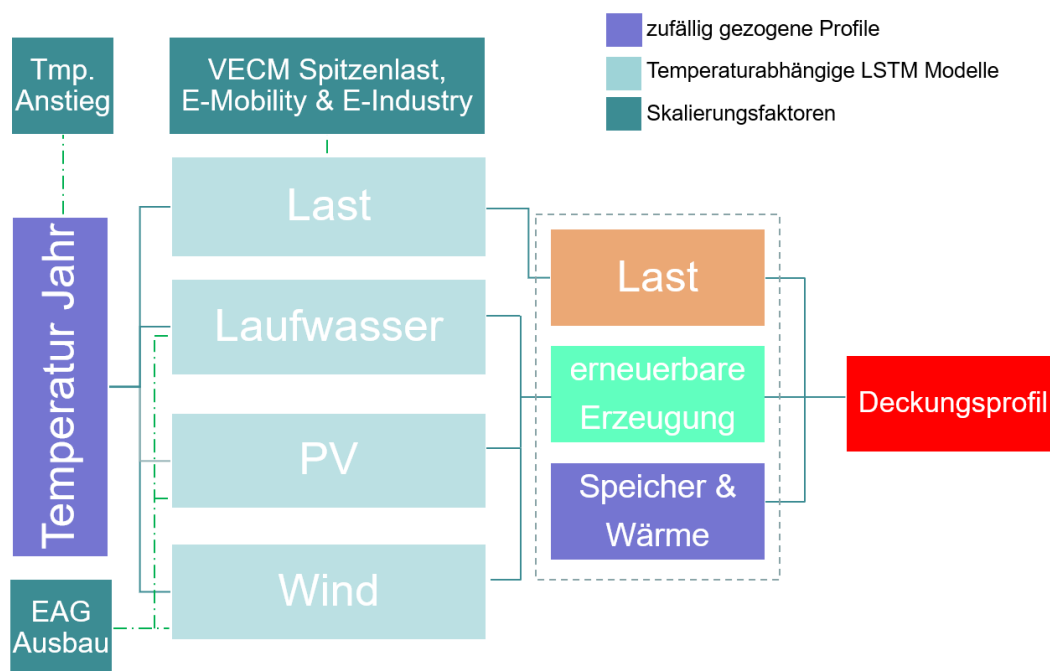 Tmp.
Anstieg
VECM Spitzenlast,
E-Mobility & E-Industry
zufällig gezogene Profile
Temperaturabhängige LSTM Modelle
Skalierungsfaktoren
Temperatur Jahr
Last
Laufwasser
PV
Wind
EAG
Ausbau
Last
erneuerbare
Erzeugung
Speicher &
Wärme
Deckungsprofil